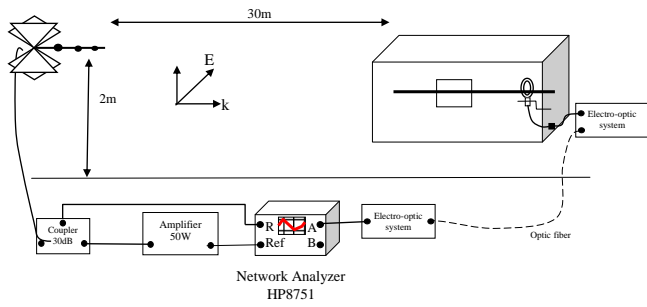 30m
E
k
2m
Electro-optic
system
Coupler
30dB
Amplifier
50W
R
A
Ref
B
Electro-optic
system
Optic fiber
Network Analyzer
HP8751